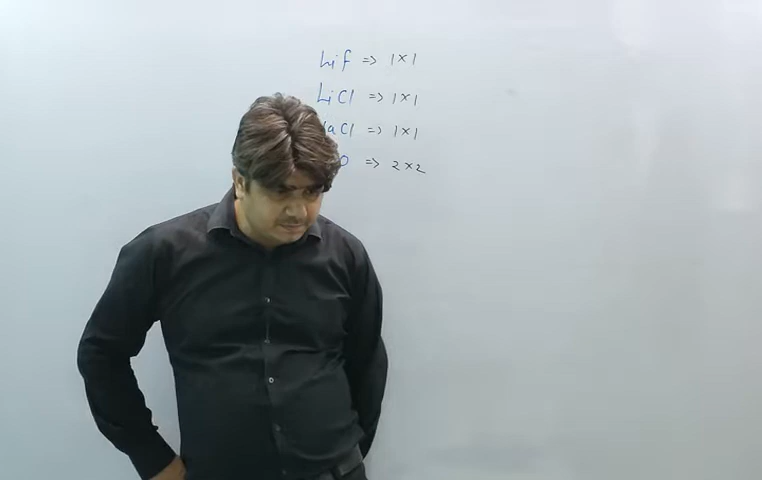 Lif => 1×1
LiCl => 1×1
aCl => 1×1
O => 2×2